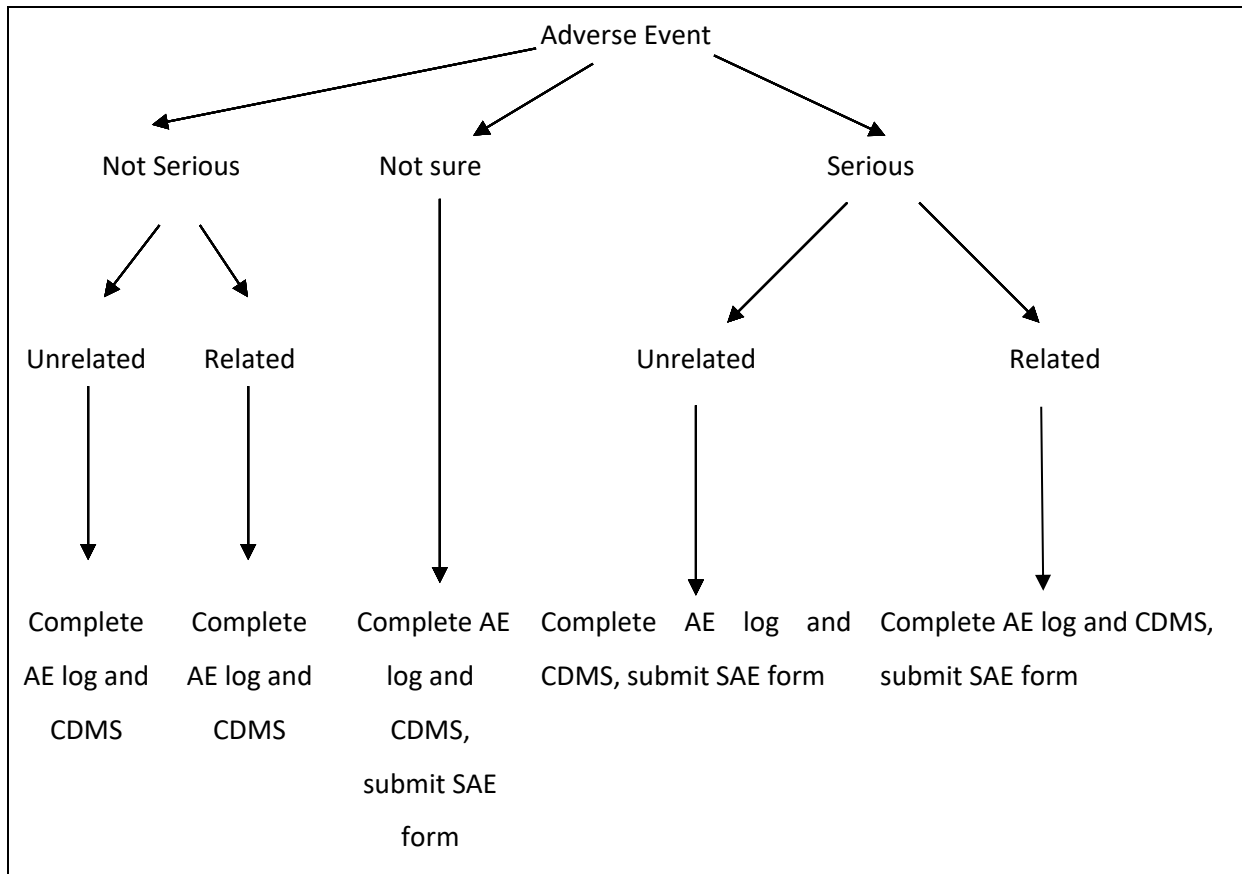 Adverse Event
Not Serious
Not sure
Serious
Unrelated
Related
Unrelated
Related
Complete
AE log and
CDMS
Complete
AE log and
CDMS
Complete AE
log and
CDMS,
submit SAE
form
Complete AE log and
CDMS, submit SAE form
Complete AE log and CDMS,
submit SAE form